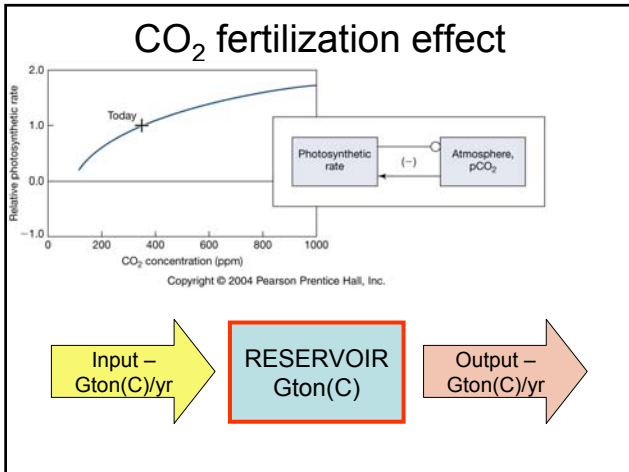 CO₂ fertilization effect
2.0
1.0
0.0
−1.0
Relative photosynthetic rate
Today
0
200
400
600
800
1000
CO₂ concentration (ppm)
Photosynthetic
rate
(−)
Atmosphere,
pCO₂
Copyright © 2004 Pearson Prentice Hall, Inc.
Input –
Gton(C)/yr
RESERVOIR
Gton(C)
Output –
Gton(C)/yr